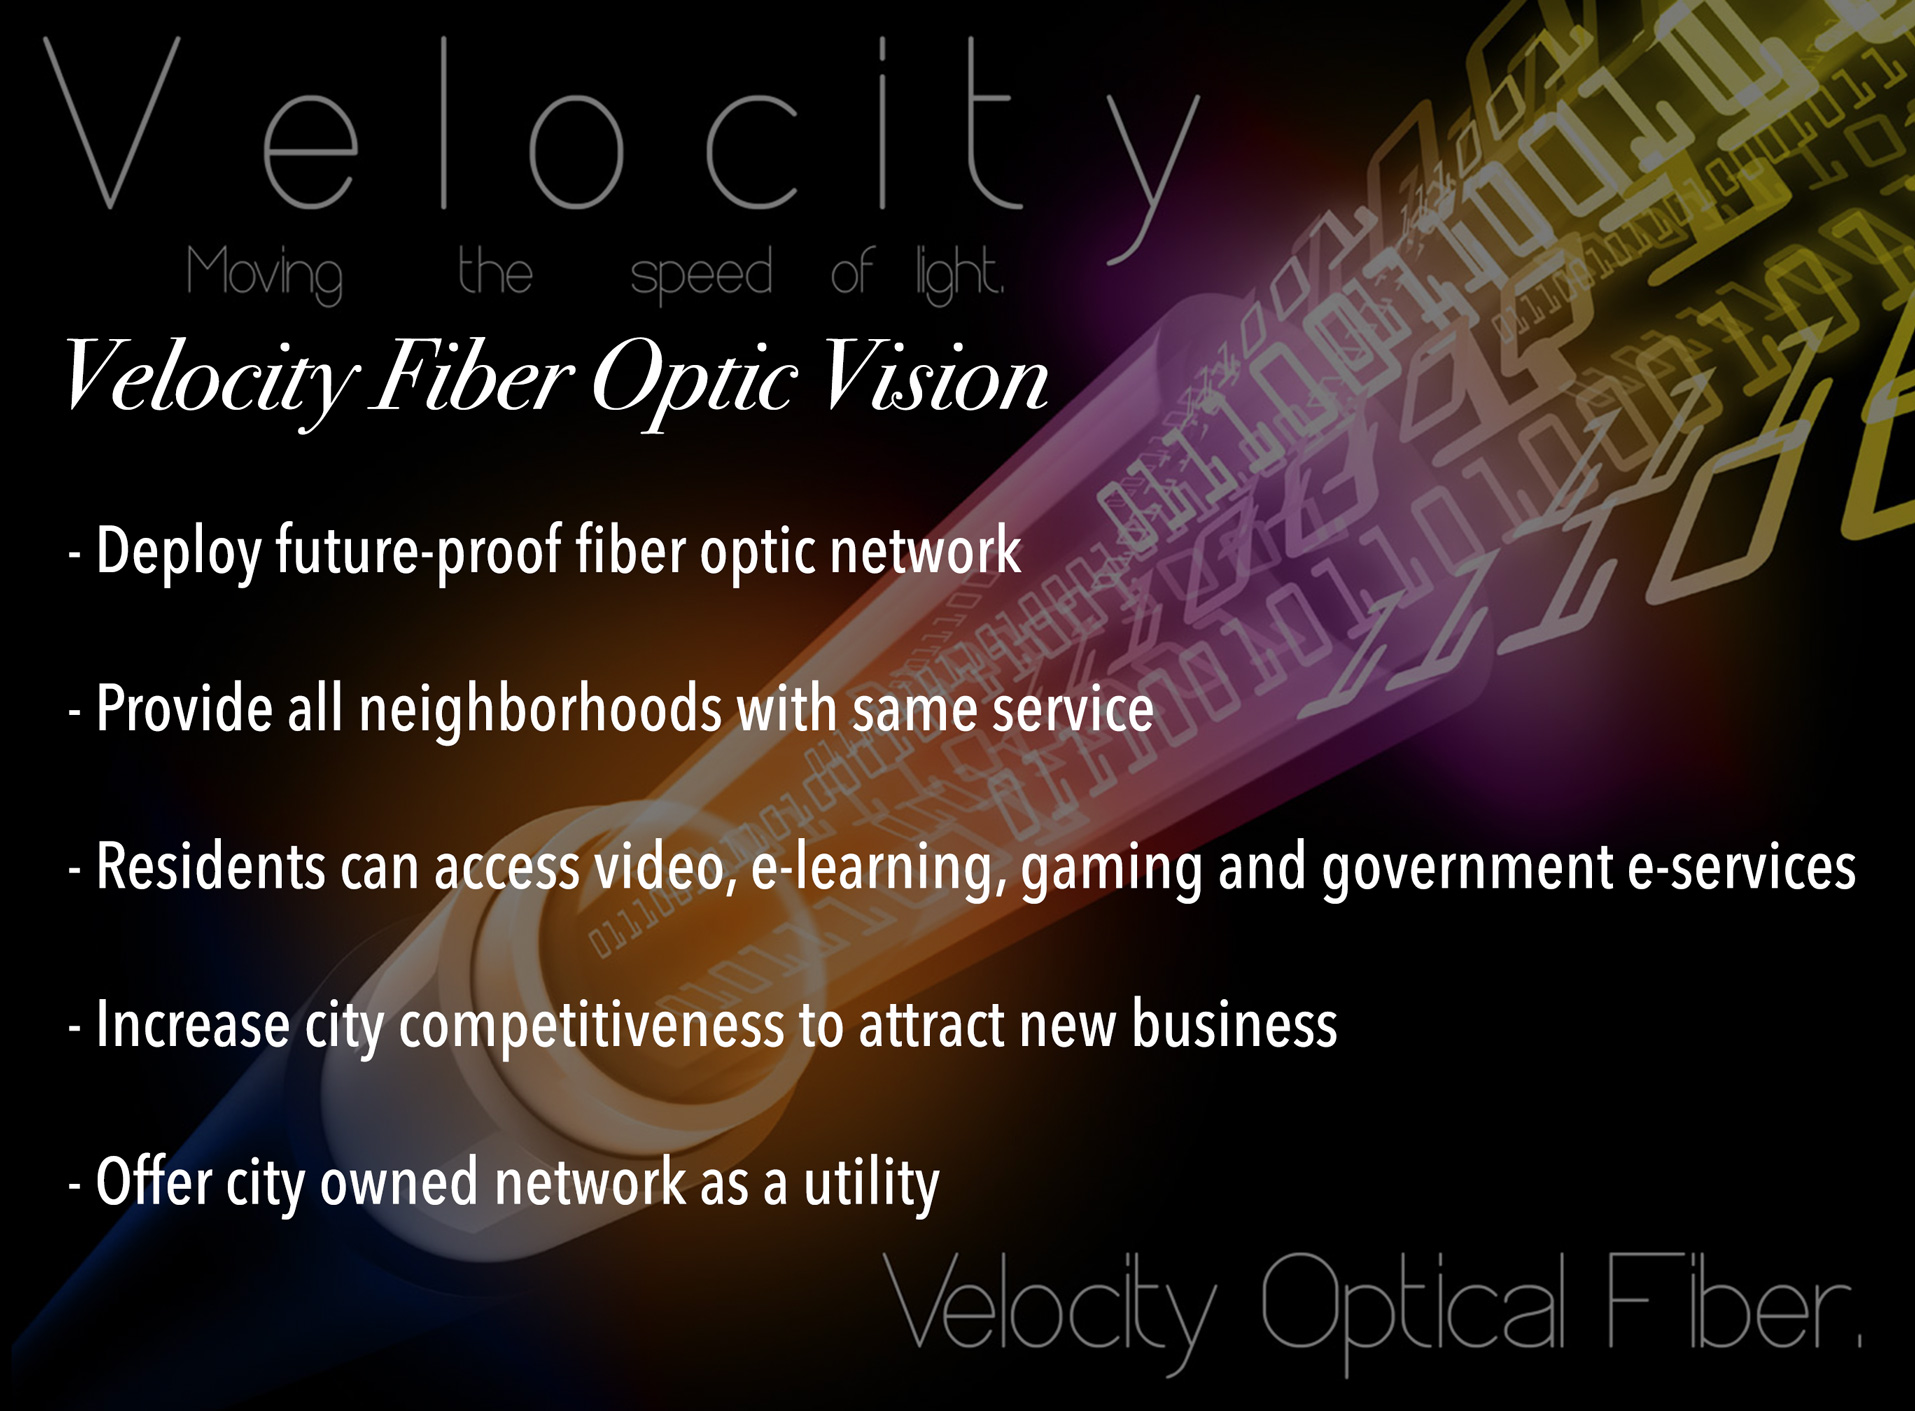 Velocity
Moving the speed of light.
Velocity Fiber Optic Vision
- Deploy future-proof fiber optic network
- Provide all neighborhoods with same service
- Residents can access video, e-learning, gaming and government e-services
- Increase city competitiveness to attract new business
- Offer city owned network as a utility
Velocity Optical Fiber.